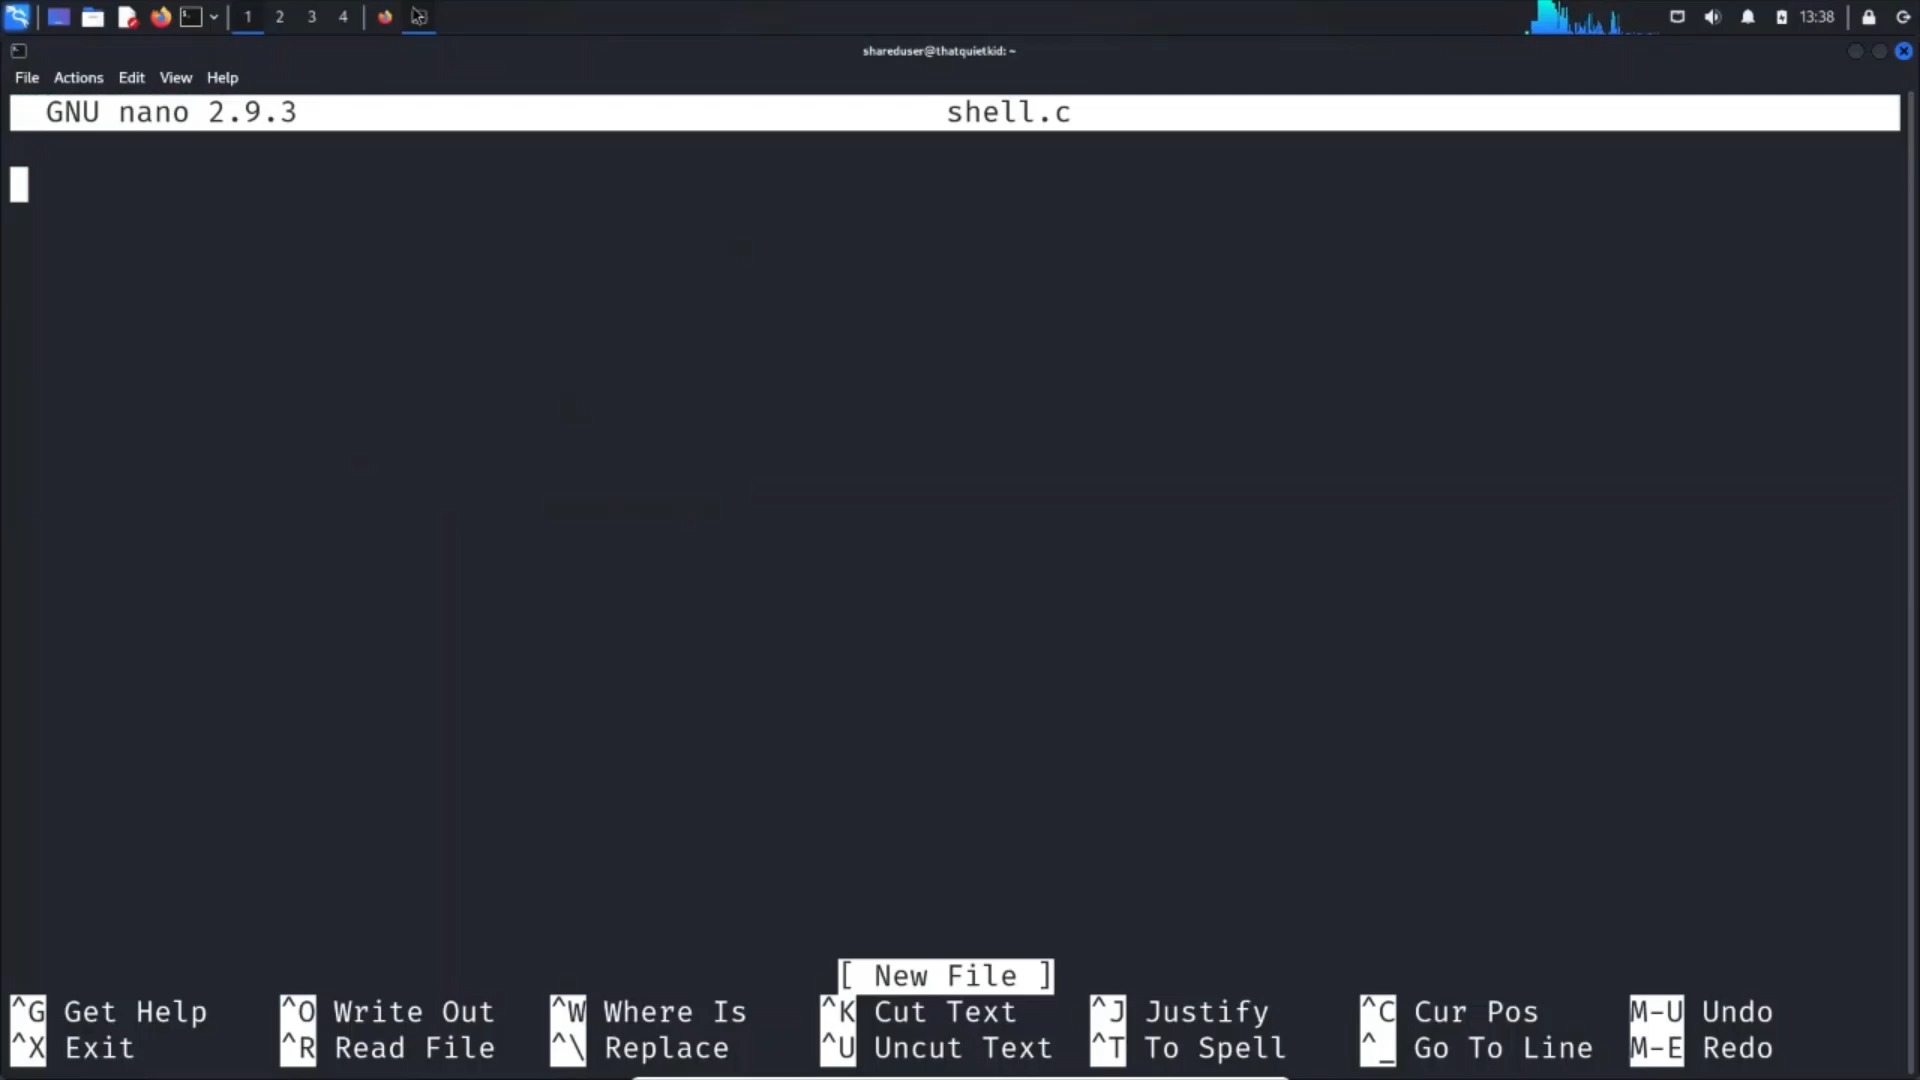 1 2 3 4 13:38
shareduser@thatquietkid: ~
File Actions Edit View Help
GNU nano 2.9.3 shell.c
[ New File ]
^G Get Help ^O Write Out ^W Where Is ^K Cut Text ^J Justify ^C Cur Pos M-U Undo
^X Exit ^R Read File ^\ Replace ^U Uncut Text ^T To Spell ^_ Go To Line M-E Redo